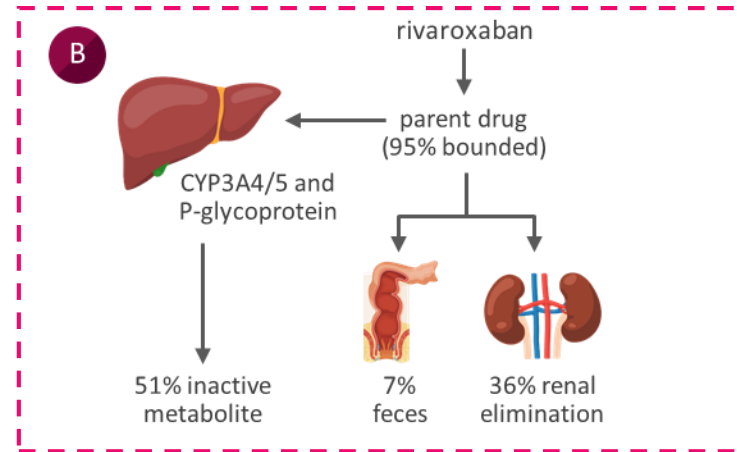 B
rivaroxaban
parent drug
(95% bounded)
CYP3A4/5 and
P-glycoprotein
51% inactive
metabolite
7%
feces
36% renal
elimination